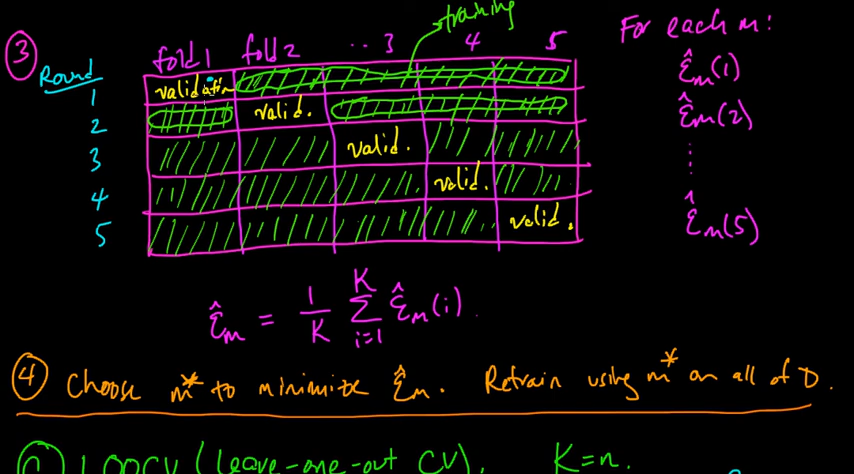 training
③ fold 1 fold 2 ·· 3 4 5 For each m:
Round
1 validation ε̂m(1)
2 valid. ε̂m(2)
3 valid. ⋮
4 valid.
5 valid. ε̂m(5)
ε̂m = 1/K Σ_{i=1}^{K} ε̂m(i).
④ Choose m* to minimize ε̂m. Retrain using m* on all of D.
LOOCV (leave-one-out CV). K=n.